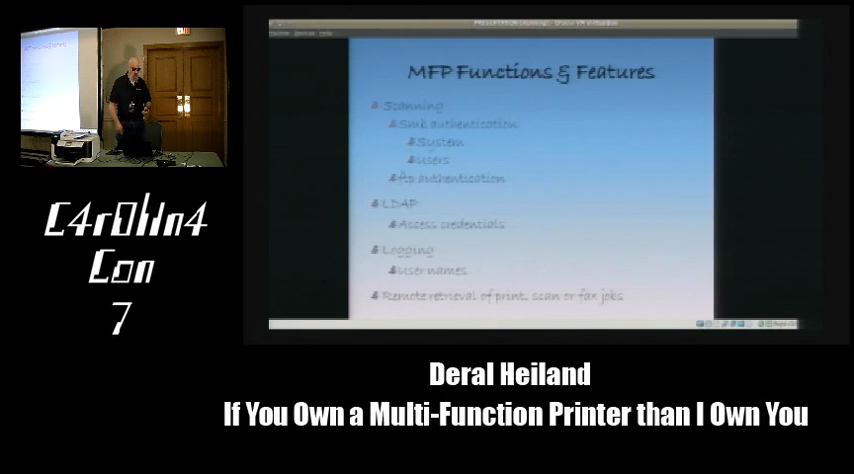 MFP Functions & Features
Scanning
Smb authentication
System
users
ftp authentication
LDAP
Access credentials
Logging
User names
Remote retrieval of print, scan or fax jobs
C4r0l1n4
Con
7
Deral Heiland
If You Own a Multi-Function Printer than I Own You